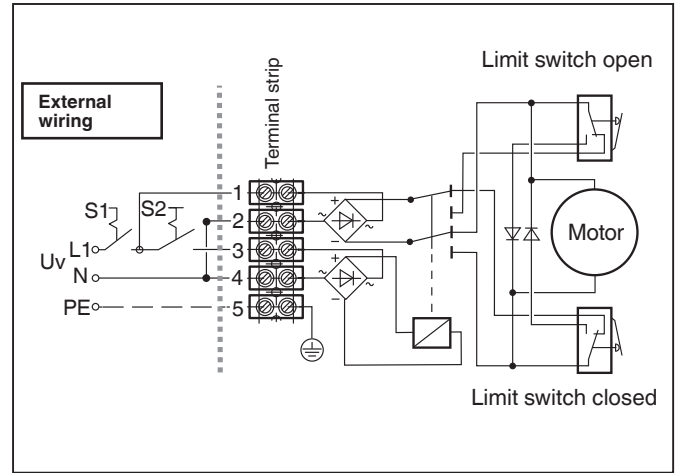 Limit switch open
External
wiring
Terminal strip
S1
S2
Uv
L1
N
PE
1
2
3
4
5
+
~
~
−
+
~
~
−
Motor
Limit switch closed